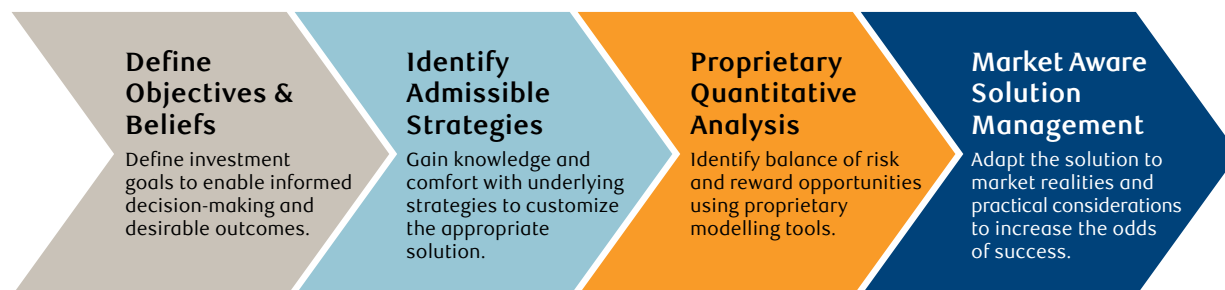 Define
Objectives &
Beliefs
Define investment
goals to enable informed
decision-making and
desirable outcomes.
Identify
Admissible
Strategies
Gain knowledge and
comfort with underlying
strategies to customize
the appropriate
solution.
Proprietary
Quantitative
Analysis
Identify balance of risk
and reward opportunities
using proprietary
modelling tools.
Market Aware
Solution
Management
Adapt the solution to
market realities and
practical considerations
to increase the odds
of success.